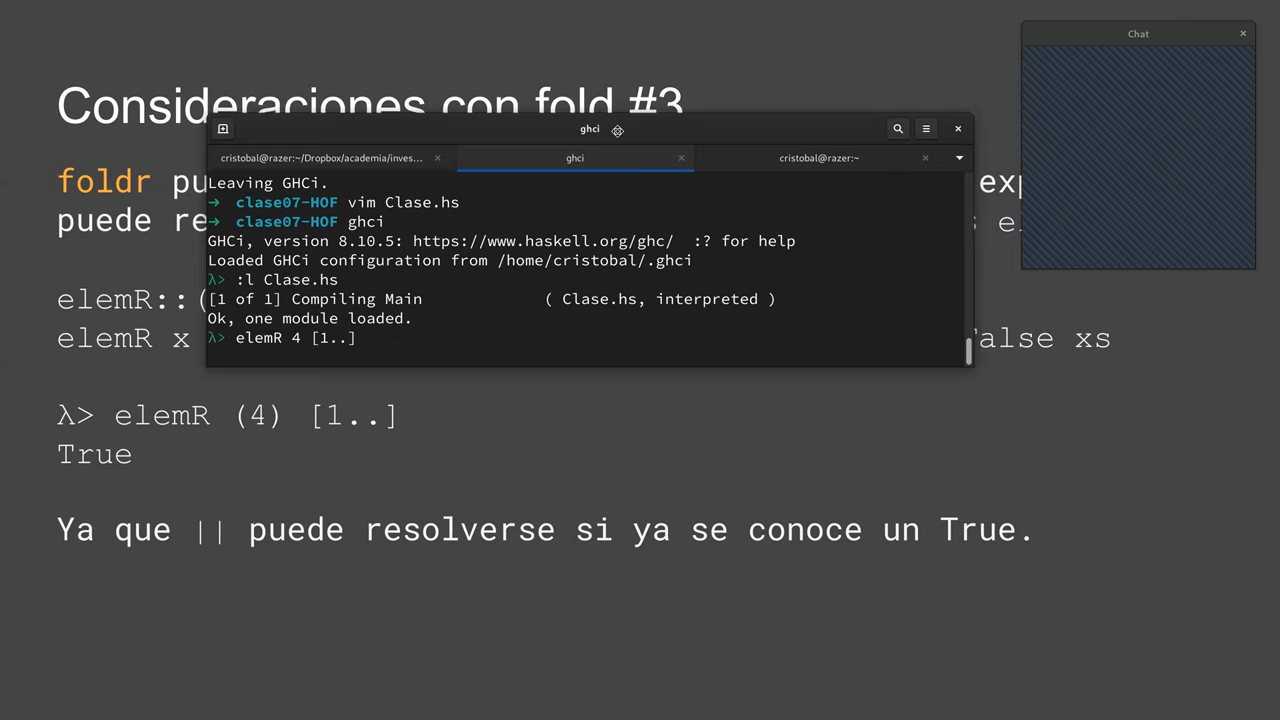 Chat
Consideraciones con fold #3
ghci
cristobal@razer:~/Dropbox/academia/inves...
ghci
cristobal@razer:~
Leaving GHCi.
➜ clase07-HOF vim Clase.hs
➜ clase07-HOF ghci
GHCi, version 8.10.5: https://www.haskell.org/ghc/  :? for help
Loaded GHCi configuration from /home/cristobal/.ghci
λ> :l Clase.hs
[1 of 1] Compiling Main             ( Clase.hs, interpreted )
Ok, one module loaded.
λ> elemR 4 [1..]
foldr
puede
elemR::(
elemR x alse xs
λ> elemR (4) [1..]
True
Ya que || puede resolverse si ya se conoce un True.